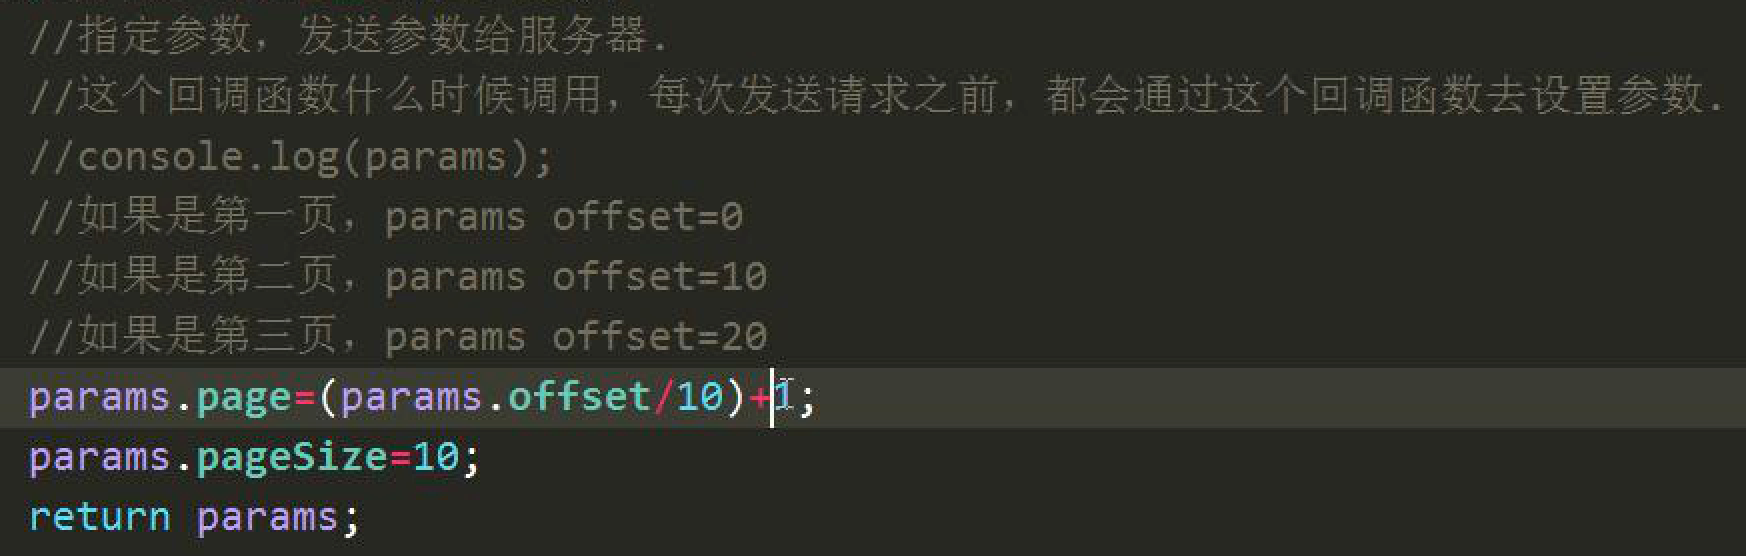 //指定参数，发送参数给服务器.
//这个回调函数什么时候调用，每次发送请求之前，都会通过这个回调函数去设置参数.
//console.log(params);
//如果是第一页，params offset=0
//如果是第二页，params offset=10
//如果是第三页，params offset=20
params.page=(params.offset/10)+1;
params.pageSize=10;
return params;